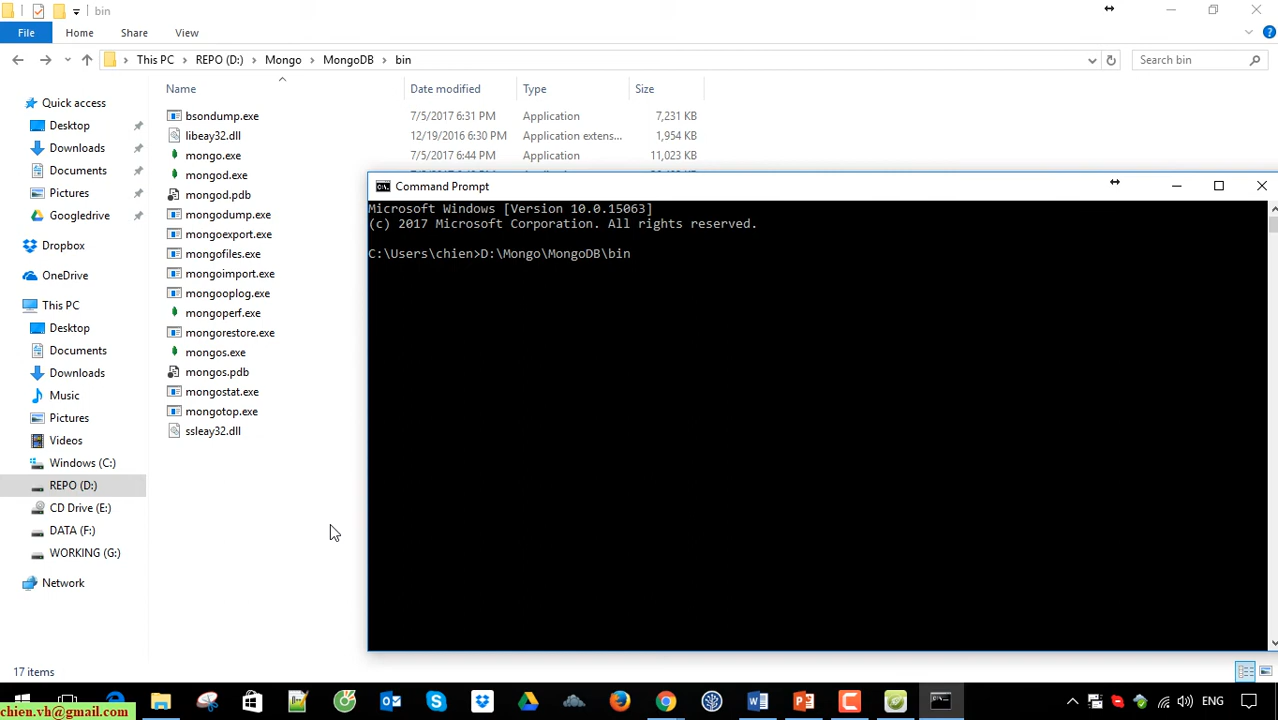 bin
File Home Share View
This PC REPO (D:) Mongo MongoDB bin Search bin
Name Date modified Type Size
Quick access
Desktop
Downloads
Documents
Pictures
Googledrive
Dropbox
OneDrive
This PC
Desktop
Documents
Downloads
Music
Pictures
Videos
Windows (C:)
REPO (D:)
CD Drive (E:)
DATA (F:)
WORKING (G:)
Network
bsondump.exe 7/5/2017 6:31 PM Application 7,231 KB
libeay32.dll 12/19/2016 6:30 PM Application extens... 1,954 KB
mongo.exe 7/5/2017 6:44 PM Application 11,023 KB
mongod.exe
mongod.pdb
mongodump.exe
mongoexport.exe
mongofiles.exe
mongoimport.exe
mongooplog.exe
mongoperf.exe
mongorestore.exe
mongos.exe
mongos.pdb
mongostat.exe
mongotop.exe
ssleay32.dll
Command Prompt
Microsoft Windows [Version 10.0.15063]
(c) 2017 Microsoft Corporation. All rights reserved.
C:\Users\chien>D:\Mongo\MongoDB\bin
17 items
ENG
chien.vh@gmail.com